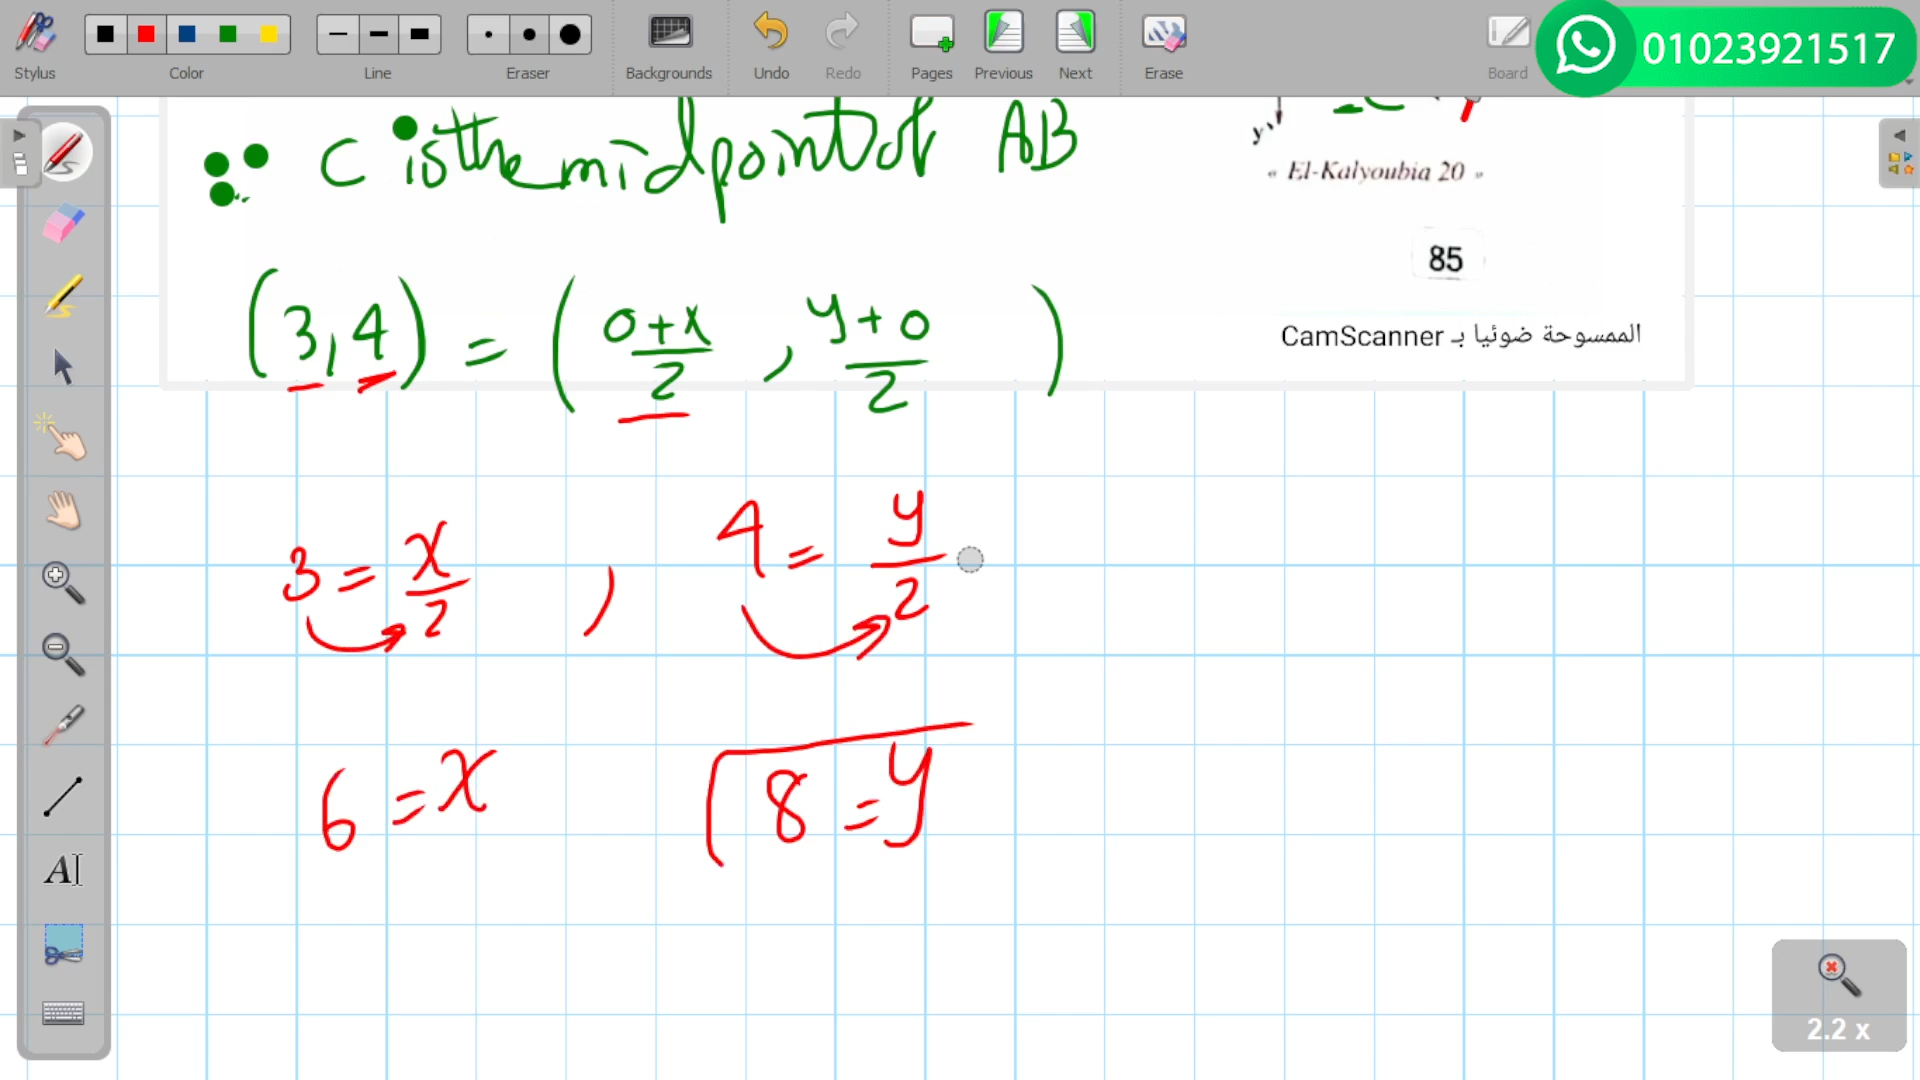 Stylus
Color
Line
Eraser
Backgrounds
Undo
Redo
Pages
Previous
Next
Erase
Board
01023921517
∵ C is the midpoint of AB
y`
« El-Kalyoubia 20 »
85
الممسوحة ضوئيا بـ CamScanner
(3,4) = (0+x/2 , y+0/2)
3 = x/2 , 4 = y/2
6 = x 8 = y
2.2 x